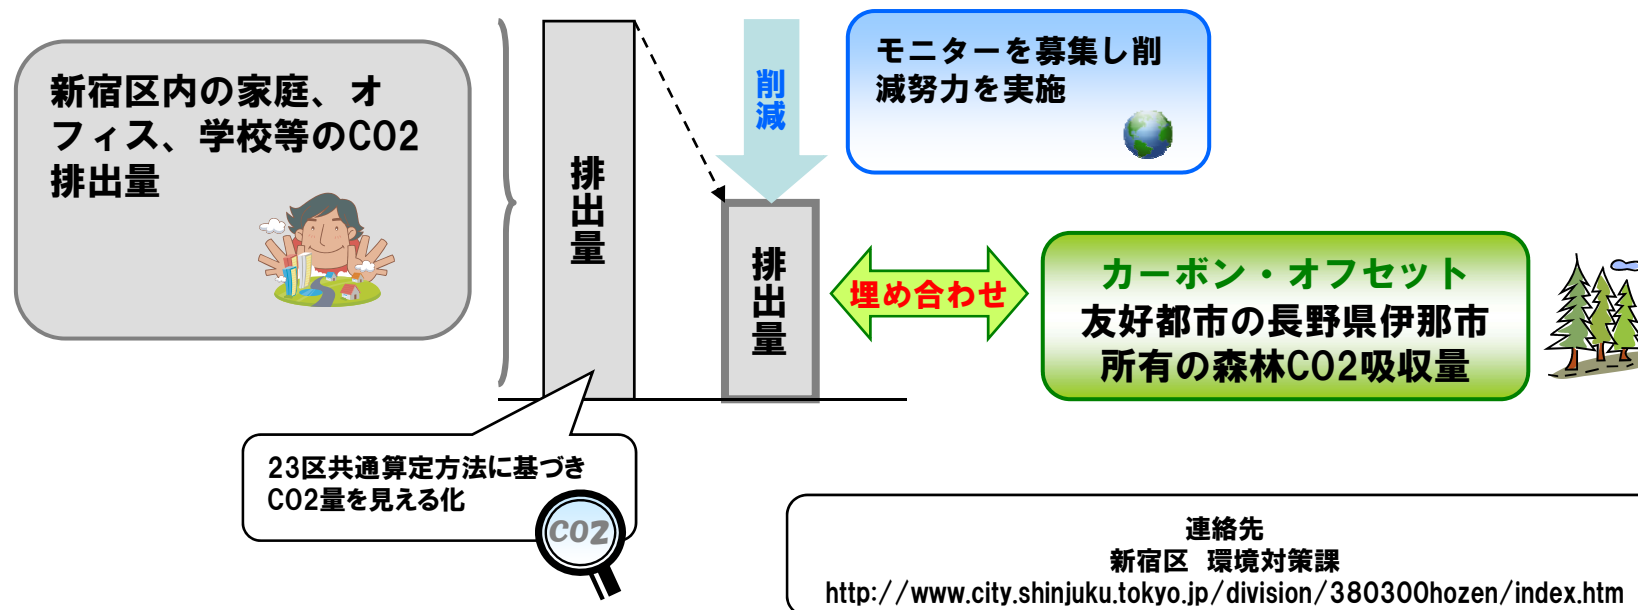 新宿区内の家庭、オ
フィス、学校等のCO2
排出量
排出量
削減
排出量
モニターを募集し削
減努力を実施
埋め合わせ
カーボン・オフセット
友好都市の長野県伊那市
所有の森林CO2吸収量
23区共通算定方法に基づき
CO2量を見える化
CO2
連絡先
新宿区 環境対策課
http://www.city.shinjuku.tokyo.jp/division/380300hozen/index.htm